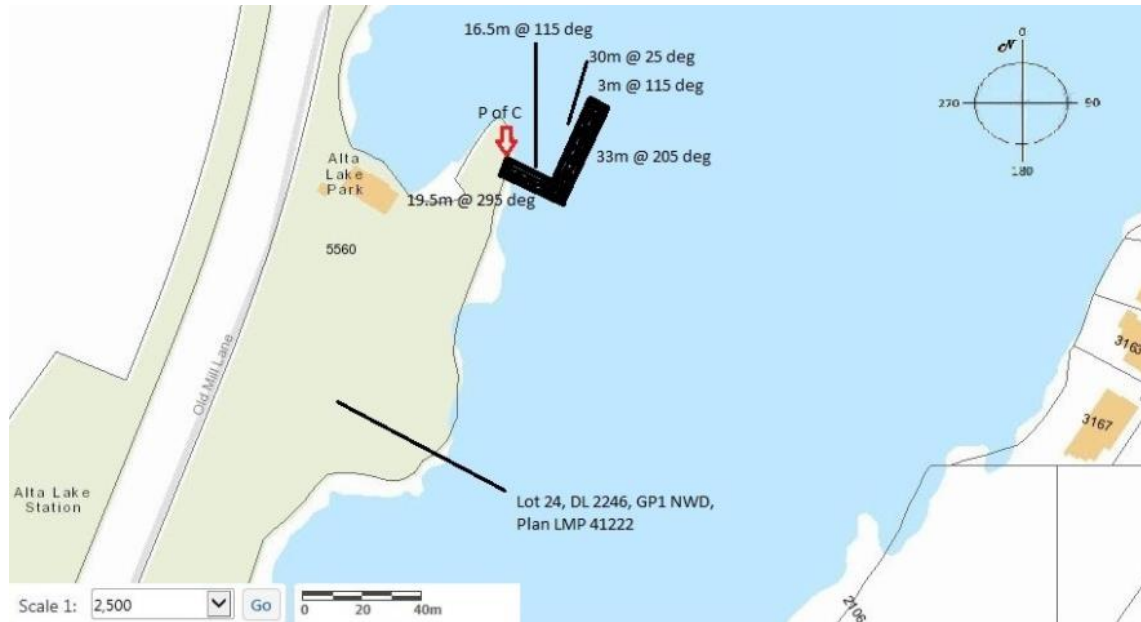 16.5m @ 115 deg
30m @ 25 deg
3m @ 115 deg
P of C
33m @ 205 deg
19.5m @ 295 deg
N
0
270
90
180
Alta
Lake
Park
5560
Old Mill Lane
3163
3167
Alta Lake
Station
Lot 24, DL 2246, GP1 NWD,
Plan LMP 41222
2106
Scale 1: 2,500 Go
0 20 40m